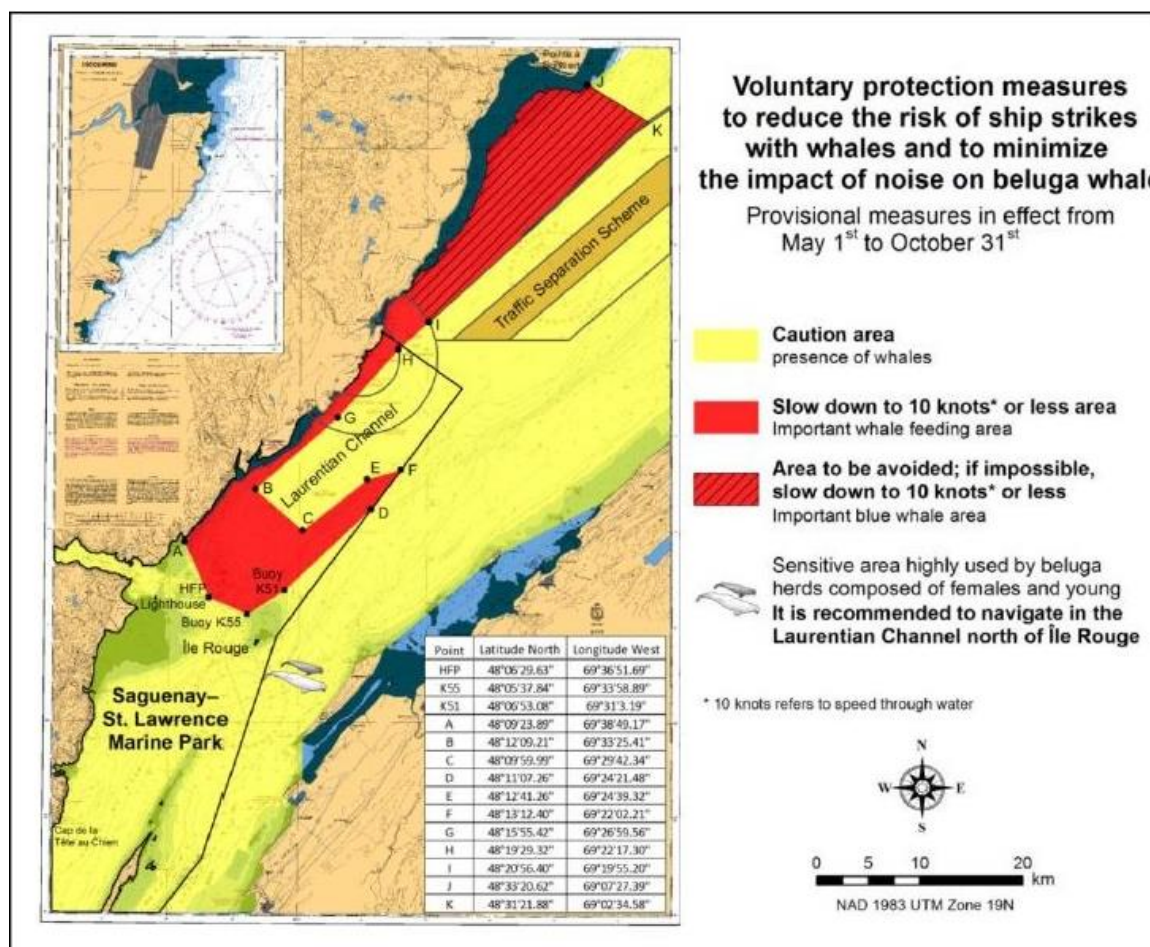 Voluntary protection measures
to reduce the risk of ship strikes
with whales and to minimize
the impact of noise on beluga whale
Provisional measures in effect from
May 1st to October 31st
Caution area
presence of whales
Slow down to 10 knots* or less area
Important whale feeding area
Area to be avoided; if impossible,
slow down to 10 knots* or less
Important blue whale area
Sensitive area highly used by beluga
herds composed of females and young
It is recommended to navigate in the
Laurentian Channel north of Île Rouge
* 10 knots refers to speed through water
N
W E
S
0 5 10 20
km
NAD 1983 UTM Zone 19N
Pointe à
J
K
Traffic Separation Scheme
I
H
G
Laurentian Channel
B
E
F
C
D
A
HFP
Lighthouse
Buoy
K51
Buoy K55
Île Rouge
Saguenay–
St. Lawrence
Marine Park
Cap de la
Tête au Chien
Point Latitude North Longitude West
HFP 48°06'29.63" 69°36'51.69"
K55 48°05'37.84" 69°33'58.89"
K51 48°06'53.08" 69°31'3.19"
A 48°09'23.89" 69°38'49.17"
B 48°12'09.21" 69°33'25.41"
C 48°09'59.99" 69°29'42.34"
D 48°11'07.26" 69°24'21.48"
E 48°12'41.26" 69°24'39.32"
F 48°13'12.40" 69°22'02.21"
G 48°15'55.42" 69°26'59.56"
H 48°19'29.32" 69°22'17.30"
I 48°20'56.40" 69°19'55.20"
J 48°33'20.62" 69°07'27.39"
K 48°31'21.88" 69°02'34.58"